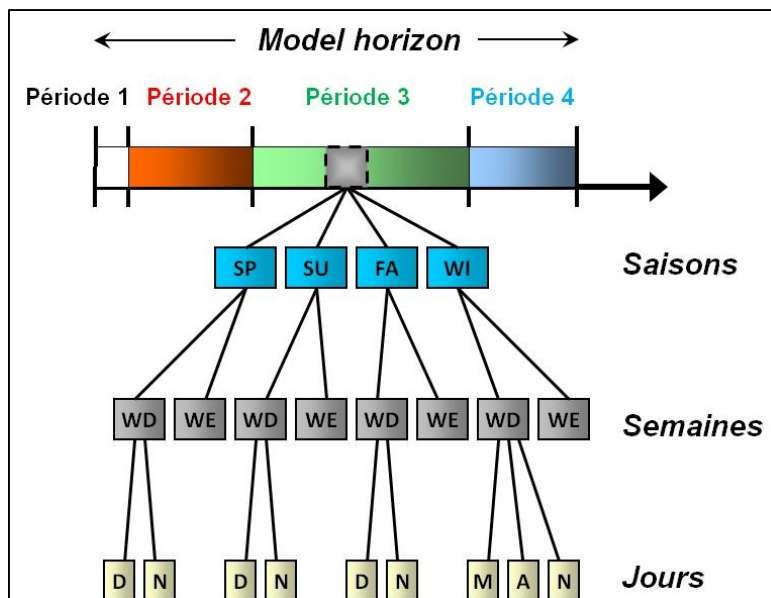 Model horizon
Période 1 Période 2 Période 3 Période 4
SP SU FA WI Saisons
WD WE WD WE WD WE WD WE Semaines
D N D N D N M A N Jours